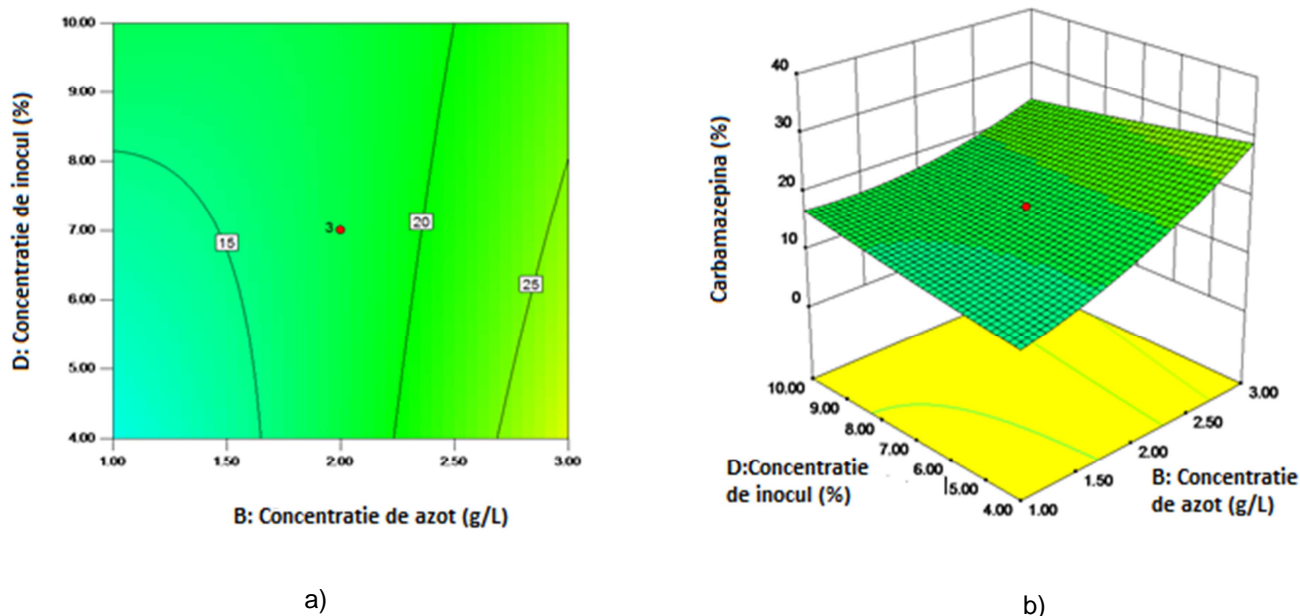 10.00
9.00
8.00
7.00
6.00
5.00
4.00
D: Concentratie de inocul (%)
15
3
20
25
1.00 1.50 2.00 2.50 3.00
B: Concentratie de azot (g/L)
a)
40
30
20
10
0
Carbamazepina (%)
10.00
9.00
8.00
7.00
6.00
5.00
4.00
D:Concentratie
de inocul (%)
3.00
2.50
2.00
1.50
1.00
B: Concentratie
de azot (g/L)
b)